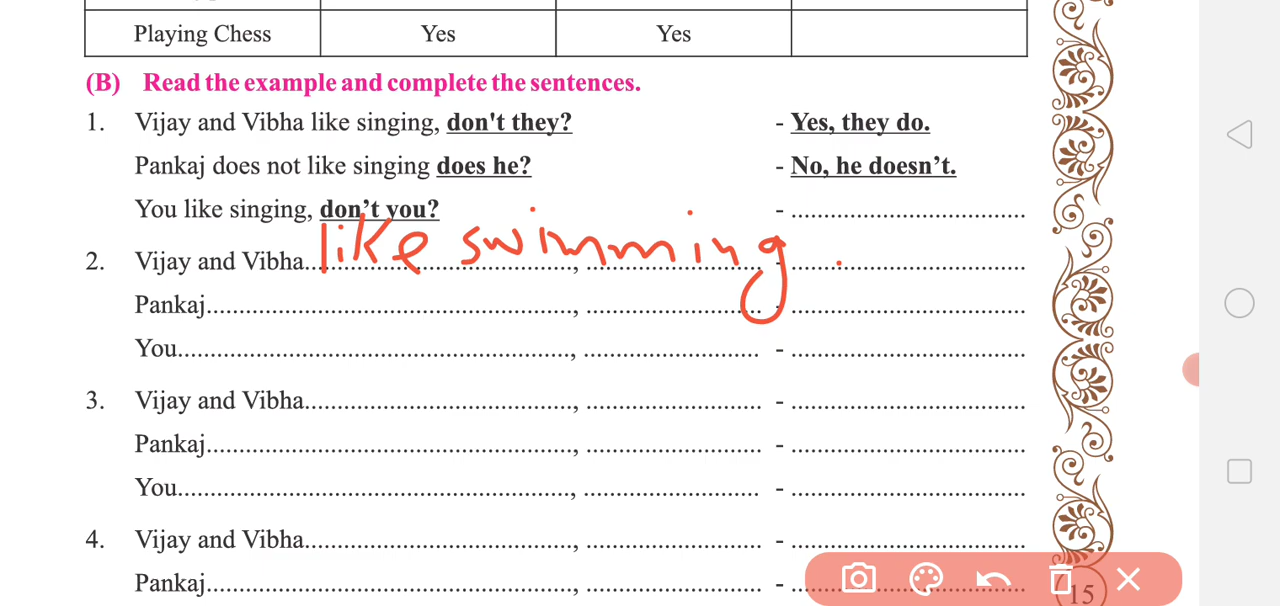 Playing Chess Yes Yes
(B) Read the example and complete the sentences.
1. Vijay and Vibha like singing, don't they? - Yes, they do.
Pankaj does not like singing does he? - No, he doesn't.
You like singing, don't you? - ....................................
like swimming
2. Vijay and Vibha........................................., ........................... - ....................................
Pankaj........................................................, ........................... - ....................................
You............................................................, ........................... - ....................................
3. Vijay and Vibha........................................., ........................... - ....................................
Pankaj........................................................, ........................... - ....................................
You............................................................, ........................... - ....................................
4. Vijay and Vibha........................................., ........................... - ....................................
Pankaj........................................................, ........................... - ....................................
15